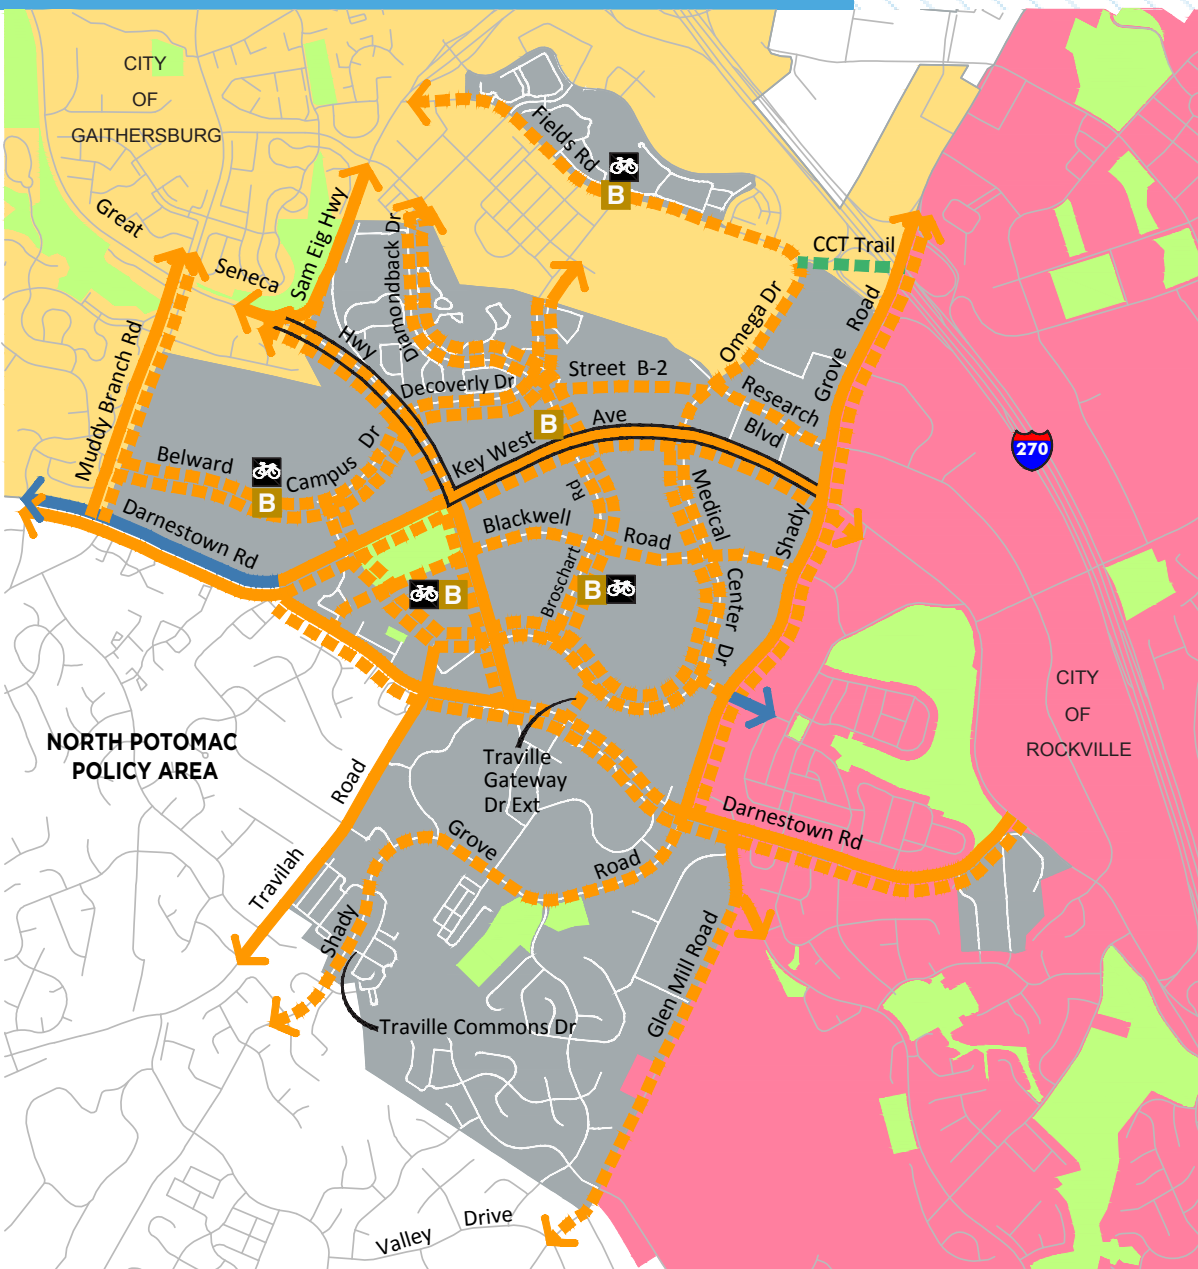 CITY
OF
GAITHERSBURG
Fields Rd
B
Great
Seneca
Hwy
Sam Eig Hwy
Diamondback Dr
CCT Trail
Omega Dr
Grove
Road
Muddy Branch Rd
Street B-2
Decoverly Dr
Research
Blvd
Key West
Ave
B
Belward
Campus
Dr
B
270
Darnestown Rd
Blackwell
Road
Rd
Broschart
Medical
Center
Dr
Shady
B
B
CITY
OF
ROCKVILLE
NORTH POTOMAC
POLICY AREA
Traville
Gateway
Dr Ext
Road
Travilah
Darnestown Rd
Grove
Road
Shady
Glen Mill Road
Traville Commons Dr
Valley
Drive